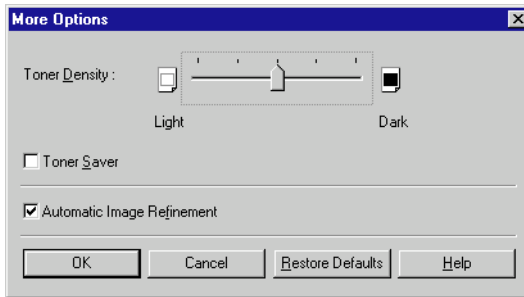 More Options
Toner Density :
Light Dark
Toner Saver
Automatic Image Refinement
OK Cancel Restore Defaults Help